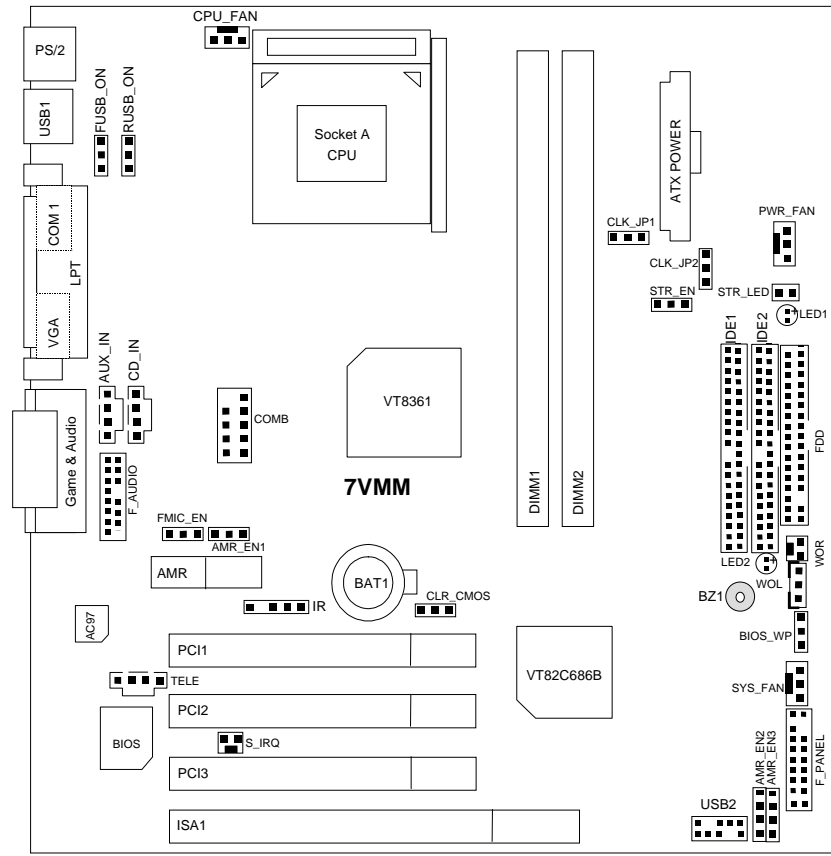 CPU_FAN
PS/2
USB1
FUSB_ON
RUSB_ON
Socket A
CPU
ATX POWER
COM 1
LPT
VGA
CLK_JP1
PWR_FAN
CLK_JP2
STR_EN
STR_LED
+
LED1
AUX_IN
CD_IN
IDE1
IDE2
VT8361
COMB
FDD
Game & Audio
F_AUDIO
7VMM
DIMM1
DIMM2
FMIC_EN
AMR_EN1
AMR
BAT1
LED2
+
WOR
WOL
IR
CLR_CMOS
BZ1
AC97
BIOS_WP
PCI1
VT82C686B
TELE
SYS_FAN
PCI2
BIOS
S_IRQ
PCI3
AMR_EN2
AMR_EN3
F_PANEL
USB2
ISA1